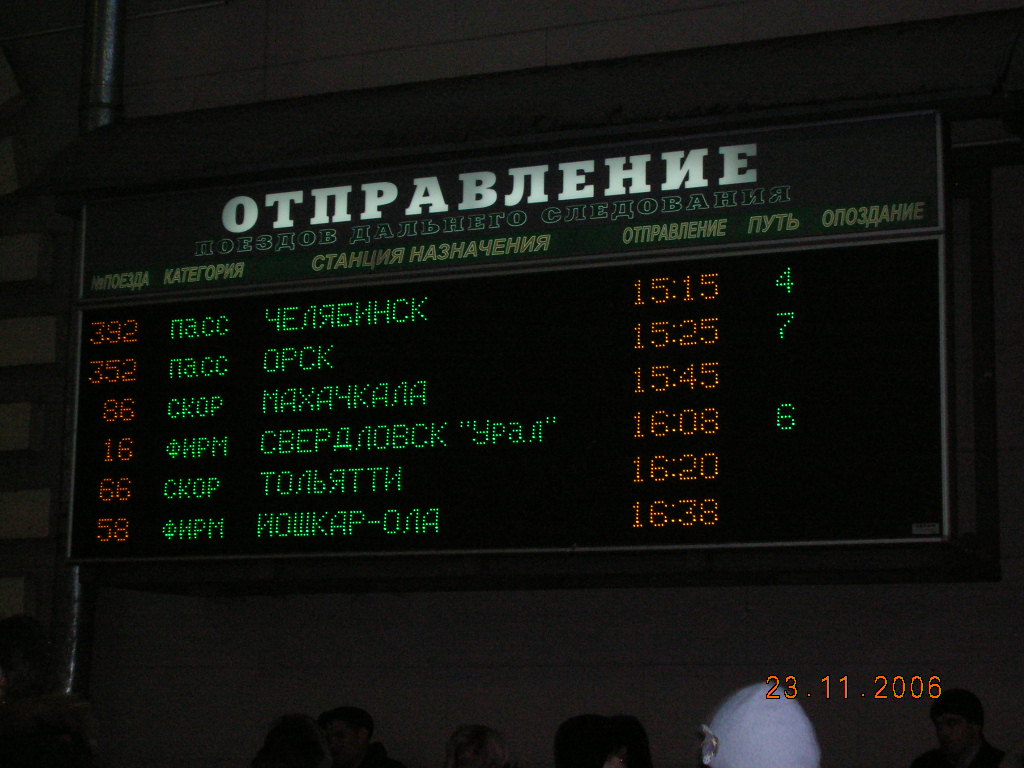 ОТПРАВЛЕНИЕ
ПОЕЗДОВ ДАЛЬНЕГО СЛЕДОВАНИЯ
№ПОЕЗДА КАТЕГОРИЯ СТАНЦИЯ НАЗНАЧЕНИЯ ОТПРАВЛЕНИЕ ПУТЬ ОПОЗДАНИЕ
392 пасс ЧЕЛЯБИНСК 15:15 4
352 пасс ОРСК 15:25 7
86 СКОР МАХАЧКАЛА 15:45
16 ФИРМ СВЕРДЛОВСК "Урал" 16:08 6
66 СКОР ТОЛЬЯТТИ 16:20
58 ФИРМ ЙОШКАР-ОЛА 16:38
23.11.2006